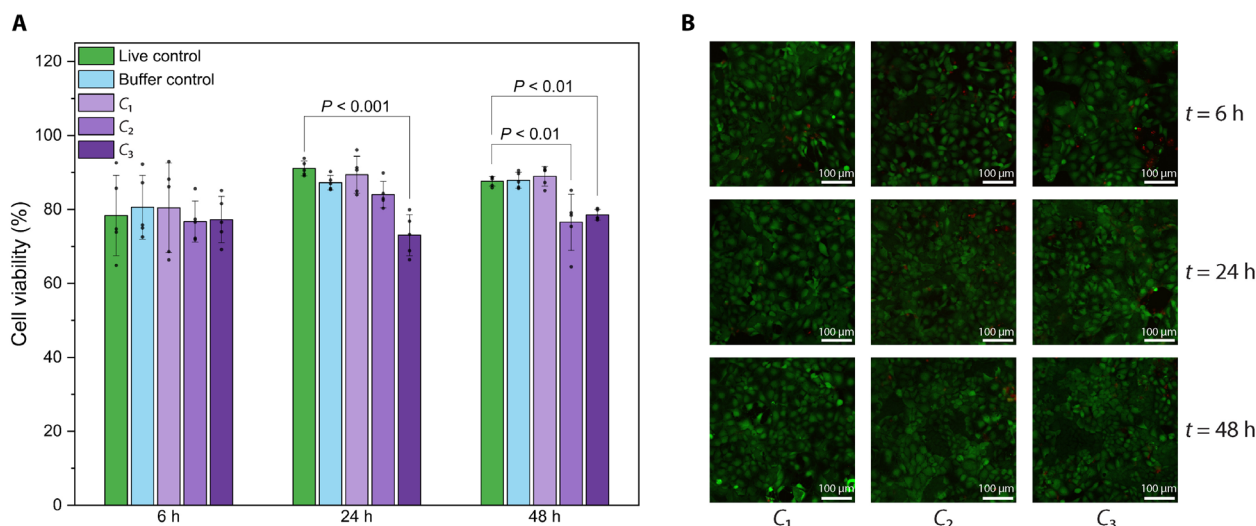 A
Cell viability (%)
120
100
80
60
40
20
0
Live control
Buffer control
C₁
C₂
C₃
P < 0.001
P < 0.01
P < 0.01
6 h
24 h
48 h
B
100 µm
100 µm
100 µm
t = 6 h
100 µm
100 µm
100 µm
t = 24 h
100 µm
100 µm
100 µm
t = 48 h
C₁
C₂
C₃